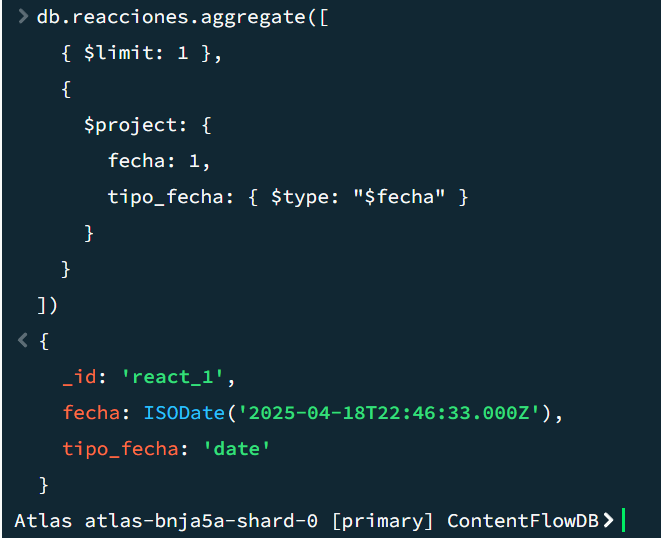 > db.reacciones.aggregate([
{ $limit: 1 },
{
$project: {
fecha: 1,
tipo_fecha: { $type: "$fecha" }
}
}
])
< {
_id: 'react_1',
fecha: ISODate('2025-04-18T22:46:33.000Z'),
tipo_fecha: 'date'
}
Atlas atlas-bnja5a-shard-0 [primary] ContentFlowDB>